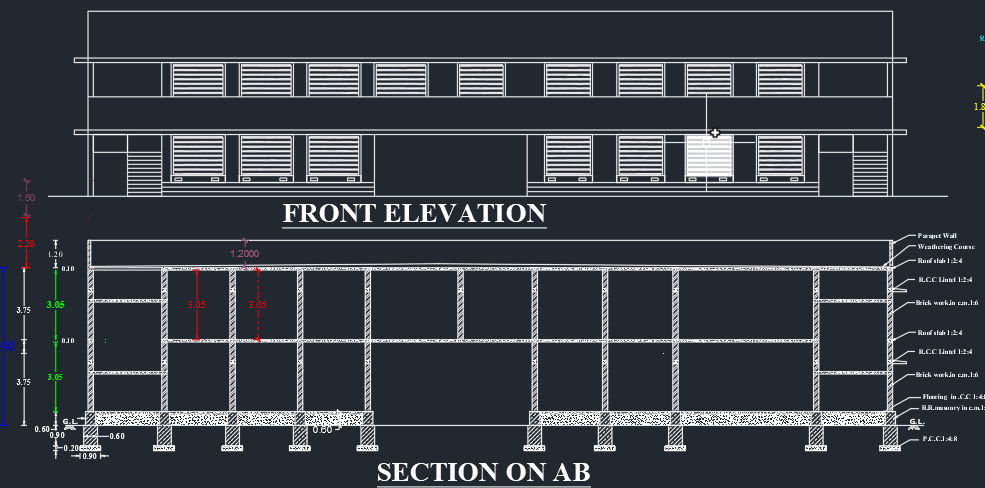 R
1.8
1.60
FRONT ELEVATION
2.20
1.20
1.2000
Parapet Wall
Weathering Course
Roof slab 1:2:4
0.10
R.C.C Lintel 1:2:4
3.05
3.05
3.05
Brick work.in c.m.1:6
3.75
Roof slab 1:2:4
0.10
R.C.C Lintel 1:2:4
3.75
3.05
Brick work.in c.m.1:6
Flooring in .C.C 1:4:
R.R.masonry in c.m.1:
G.L
G.L.
0.60
0.60
0.90
0.60
P.C.C.1:4:8
0.20
0.90
SECTION ON AB